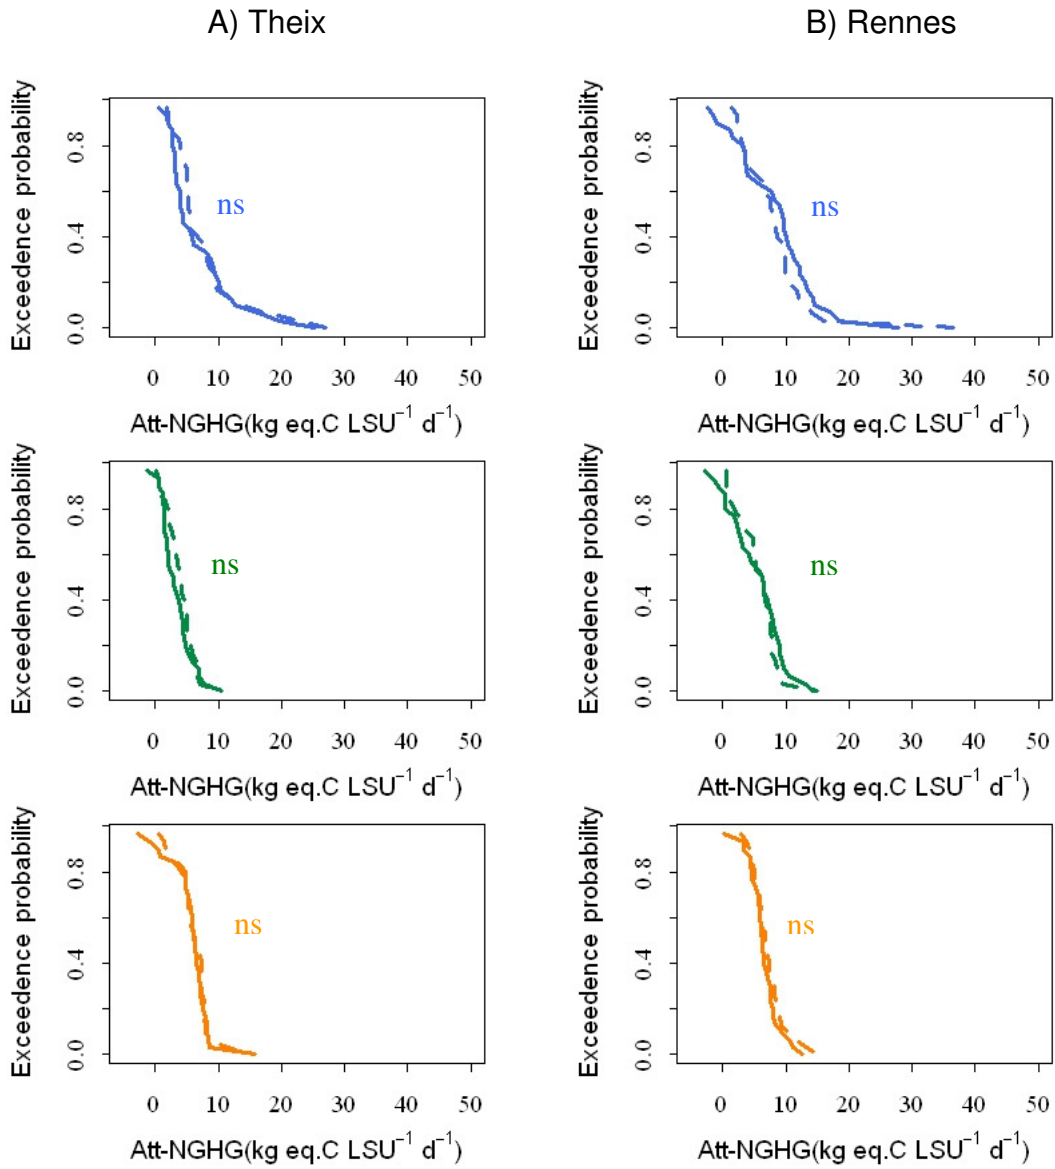 A) Theix
B) Rennes
Exceedence probability
0.0 0.4 0.8
ns
0 10 20 30 40 50
Att-NGHG(kg eq.C LSU⁻¹ d⁻¹)
Exceedence probability
0.0 0.4 0.8
ns
0 10 20 30 40 50
Att-NGHG(kg eq.C LSU⁻¹ d⁻¹)
Exceedence probability
0.0 0.4 0.8
ns
0 10 20 30 40 50
Att-NGHG(kg eq.C LSU⁻¹ d⁻¹)
Exceedence probability
0.0 0.4 0.8
ns
0 10 20 30 40 50
Att-NGHG(kg eq.C LSU⁻¹ d⁻¹)
Exceedence probability
0.0 0.4 0.8
ns
0 10 20 30 40 50
Att-NGHG(kg eq.C LSU⁻¹ d⁻¹)
Exceedence probability
0.0 0.4 0.8
ns
0 10 20 30 40 50
Att-NGHG(kg eq.C LSU⁻¹ d⁻¹)